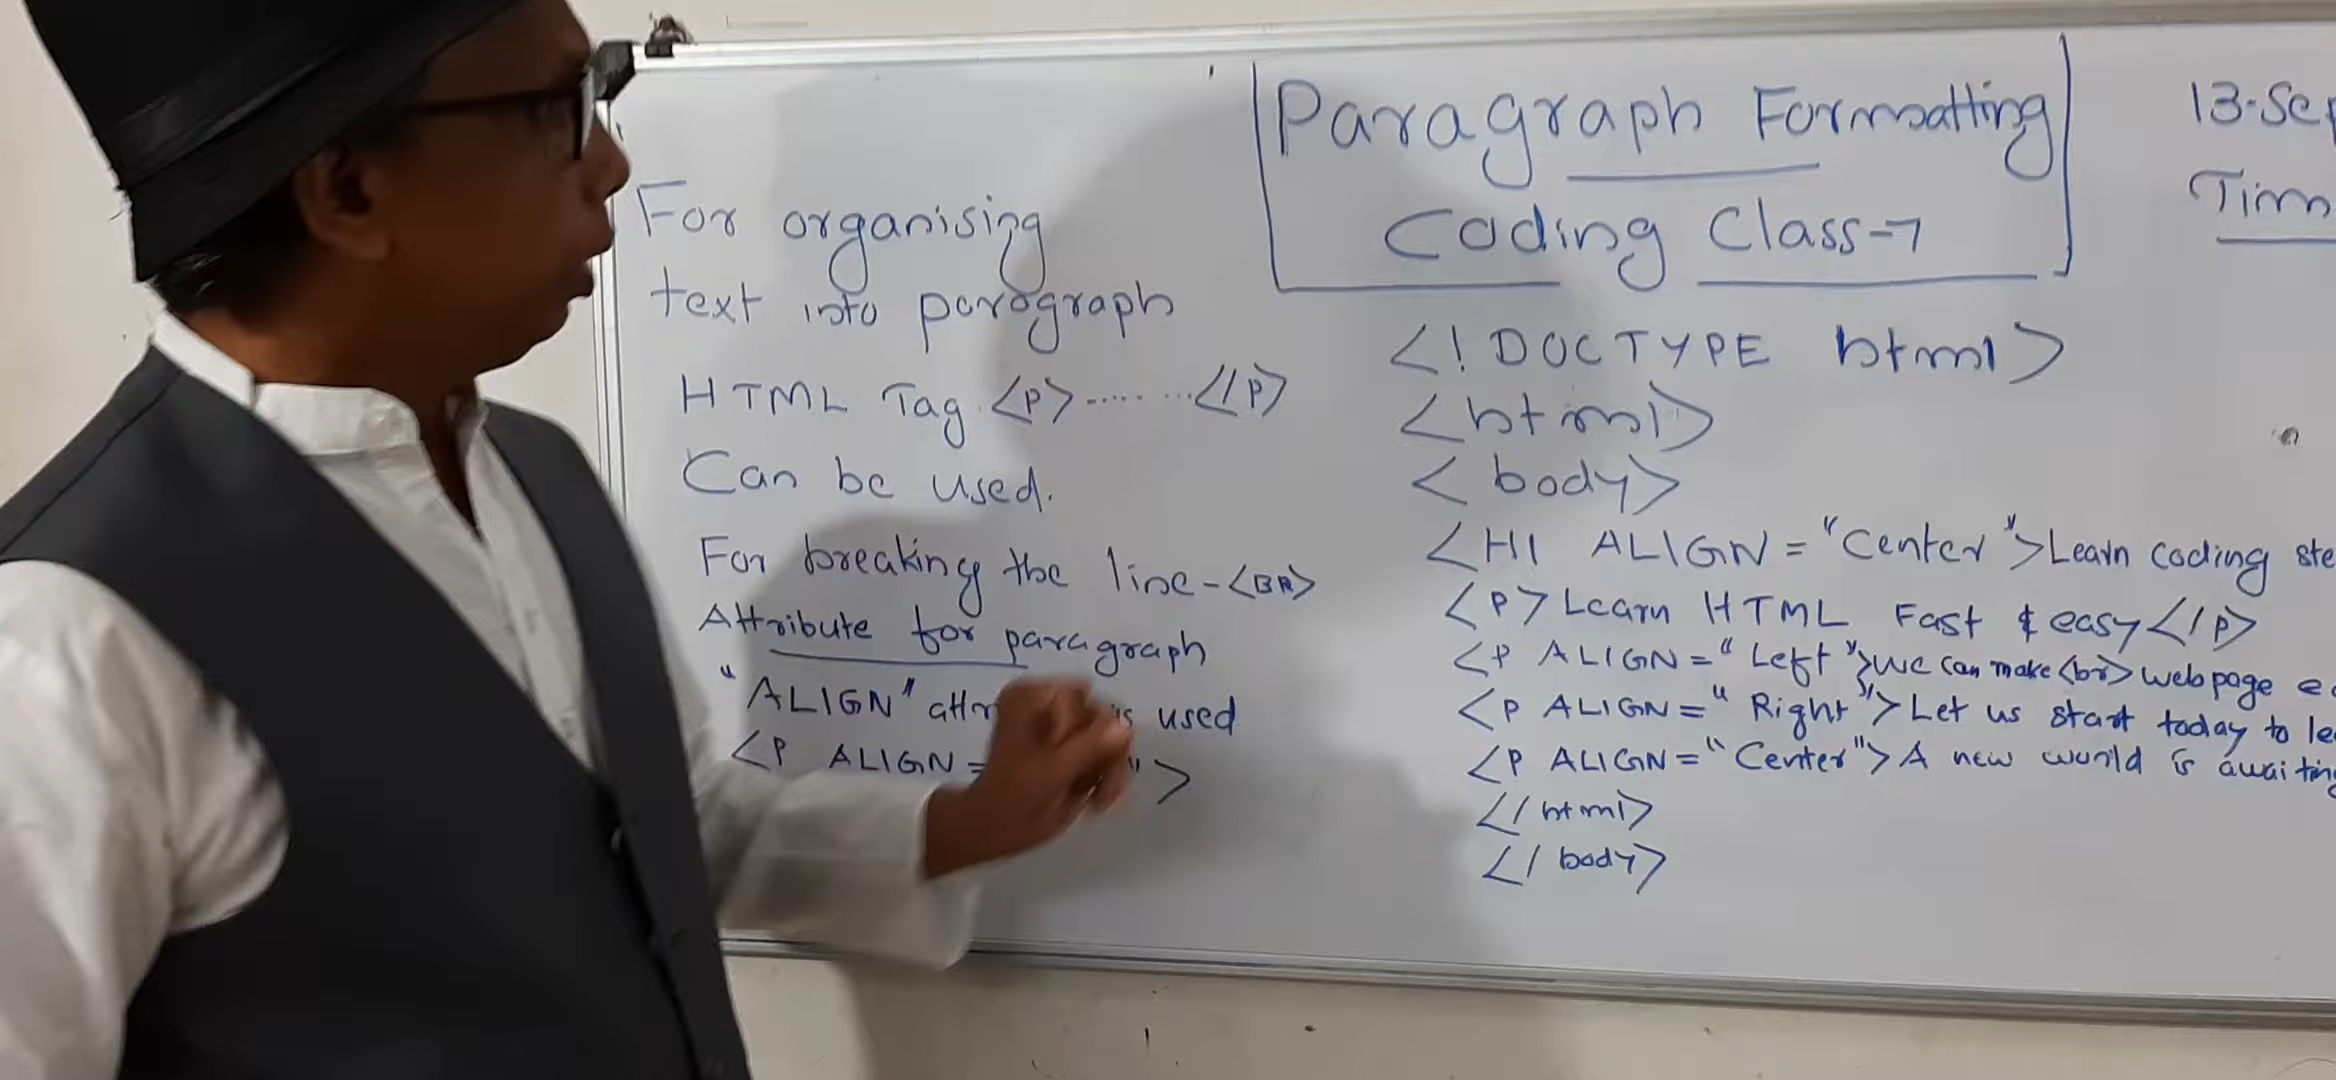 Paragraph Formatting
Coding Class-7
13-Sep
Tim
For organising
text into paragraph
HTML Tag <P>..... ...</P>
Can be used.
For breaking the line-<BR>
Attribute for paragraph
"ALIGN" is used
<P ALIGN= ">
<!DOCTYPE html>
<html>
<body>
<H1 ALIGN="Center">Learn coding ste
<P>Learn HTML Fast & easy</P>
<P ALIGN="Left">We can make<br>webpage e
<P ALIGN="Right">Let us start today to le
<P ALIGN="Center">A new world is awaiting
</html>
</body>